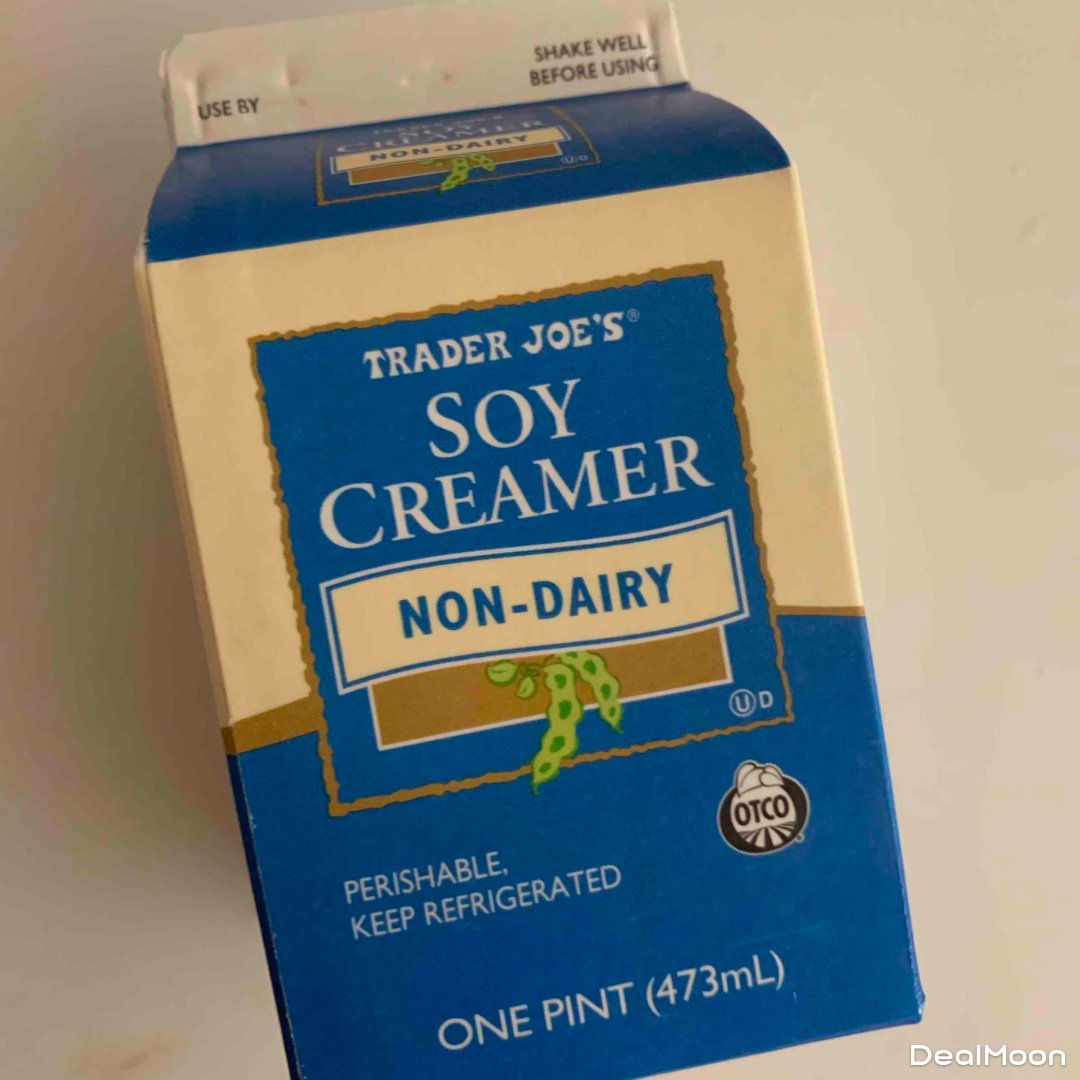 SHAKE WELL
BEFORE USING
USE BY
CREAMER
NON-DAIRY
U D
TRADER JOE'S®
SOY
CREAMER
NON-DAIRY
U D
OTCO
PERISHABLE,
KEEP REFRIGERATED
ONE PINT (473mL)
DealMoon